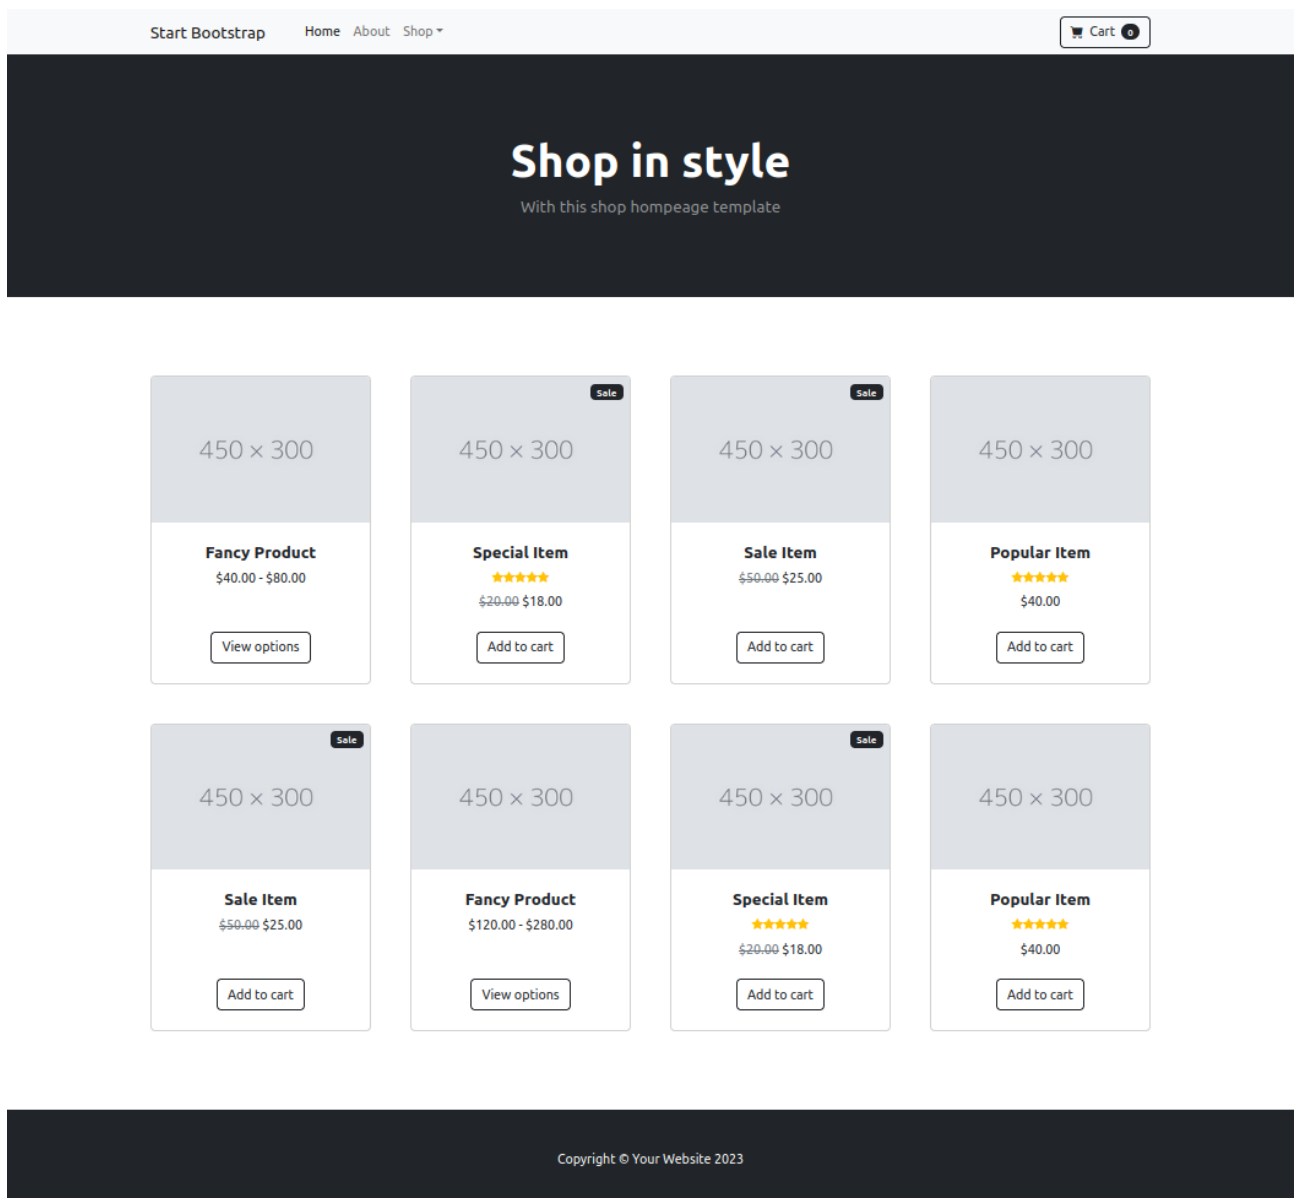 Start Bootstrap Home About Shop Cart 0
Shop in style
With this shop hompeage template
Sale Sale
450 × 300 450 × 300 450 × 300 450 × 300
Fancy Product Special Item Sale Item Popular Item
$40.00 - $80.00 $50.00 $25.00
$20.00 $18.00 $40.00
View options Add to cart Add to cart Add to cart
Sale Sale
450 × 300 450 × 300 450 × 300 450 × 300
Sale Item Fancy Product Special Item Popular Item
$50.00 $25.00 $120.00 - $280.00
$20.00 $18.00 $40.00
Add to cart View options Add to cart Add to cart
Copyright © Your Website 2023